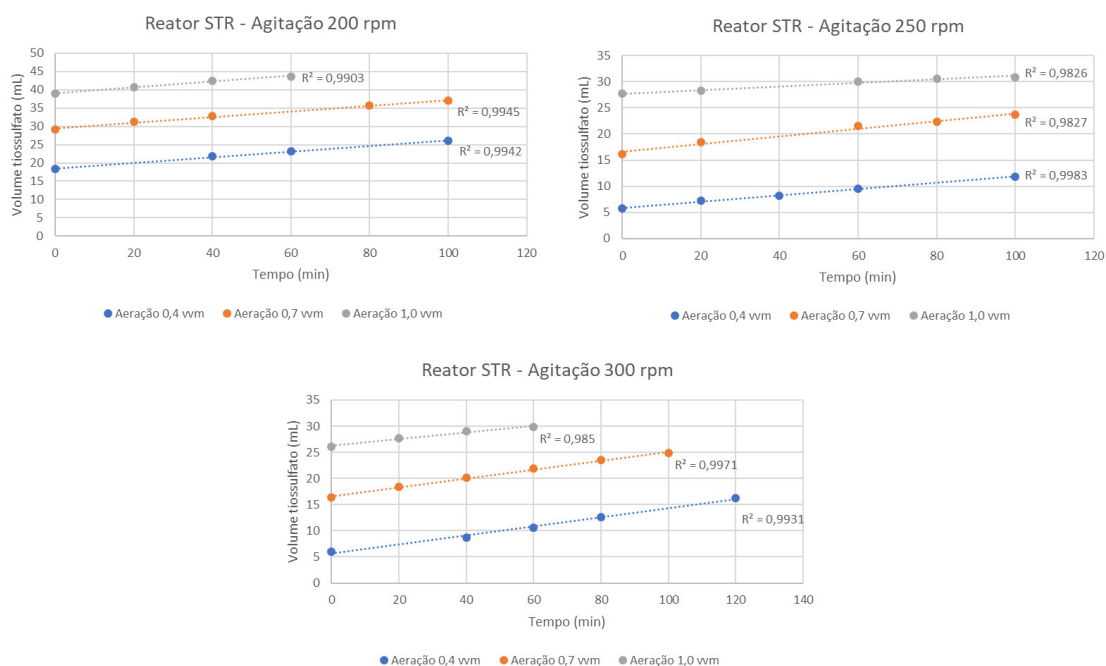 Reator STR - Agitação 200 rpm
Volume tiossulfato (mL)
50
45
40
35
30
25
20
15
10
5
0
R² = 0,9903
R² = 0,9945
R² = 0,9942
0 20 40 60 80 100 120
Tempo (min)
Aeração 0,4 vvm Aeração 0,7 vvm Aeração 1,0 vvm
Reator STR - Agitação 250 rpm
Volume tiossulfato (mL)
35
30
25
20
15
10
5
0
R² = 0,9826
R² = 0,9827
R² = 0,9983
0 20 40 60 80 100 120
Tempo (min)
Aeração 0,4 vvm Aeração 0,7 vvm Aeração 1,0 vvm
Reator STR - Agitação 300 rpm
Volume tiossulfato (mL)
35
30
25
20
15
10
5
0
R² = 0,985
R² = 0,9971
R² = 0,9931
0 20 40 60 80 100 120 140
Tempo (min)
Aeração 0,4 vvm Aeração 0,7 vvm Aeração 1,0 vvm